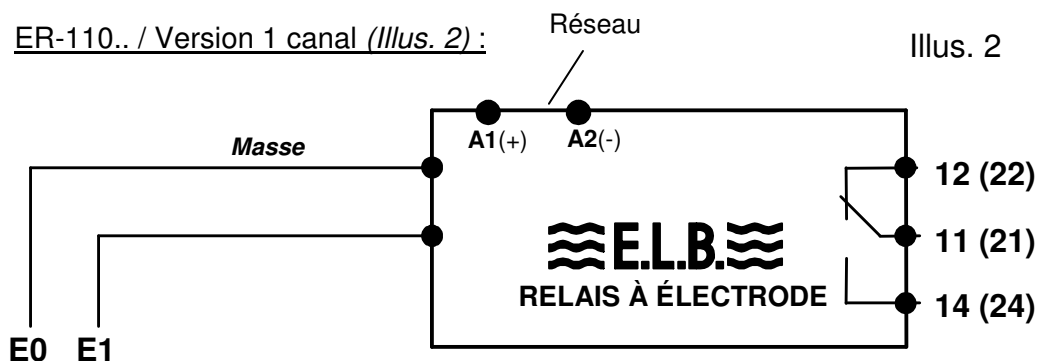 ER-110.. / Version 1 canal (Illus. 2) :
Réseau
Illus. 2
A1(+)
A2(-)
Masse
12 (22)
11 (21)
E.L.B.
RELAIS À ÉLECTRODE
14 (24)
E0
E1